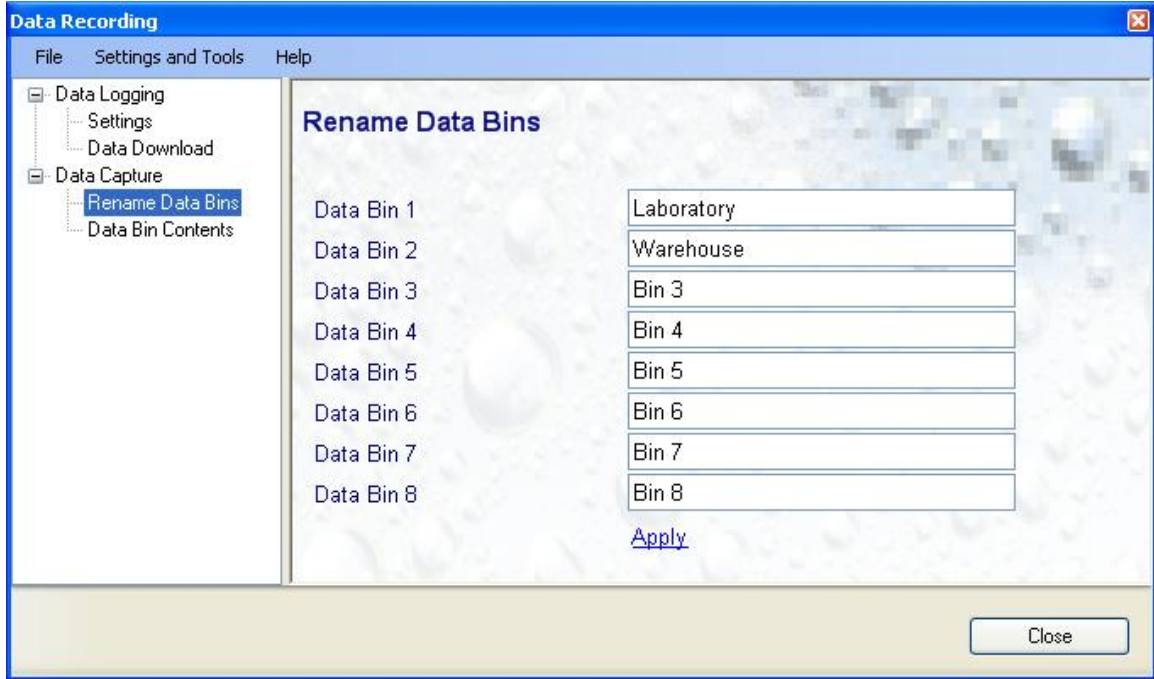 Data Recording
File Settings and Tools Help
Data Logging
Settings
Data Download
Data Capture
Rename Data Bins
Data Bin Contents
Rename Data Bins
Data Bin 1 Laboratory
Data Bin 2 Warehouse
Data Bin 3 Bin 3
Data Bin 4 Bin 4
Data Bin 5 Bin 5
Data Bin 6 Bin 6
Data Bin 7 Bin 7
Data Bin 8 Bin 8
Apply
Close